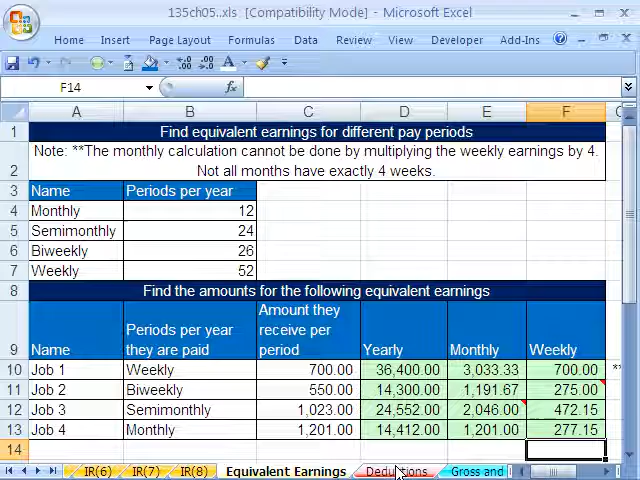 135ch05..xls [Compatibility Mode] - Microsoft Excel
Home Insert Page Layout Formulas Data Review View Developer Add-Ins
F14 fx
A B C D E F
1 Find equivalent earnings for different pay periods
Note: **The monthly calculation cannot be done by multiplying the weekly earnings by 4.
2 Not all months have exactly 4 weeks.
3 Name Periods per year
4 Monthly 12
5 Semimonthly 24
6 Biweekly 26
7 Weekly 52
8 Find the amounts for the following equivalent earnings
Amount they
Periods per year receive per
9 Name they are paid period Yearly Monthly Weekly
10 Job 1 Weekly 700.00 36,400.00 3,033.33 700.00 **
11 Job 2 Biweekly 550.00 14,300.00 1,191.67 275.00
12 Job 3 Semimonthly 1,023.00 24,552.00 2,046.00 472.15
13 Job 4 Monthly 1,201.00 14,412.00 1,201.00 277.15
14
IR(6) IR(7) IR(8) Equivalent Earnings Deductions Gross and